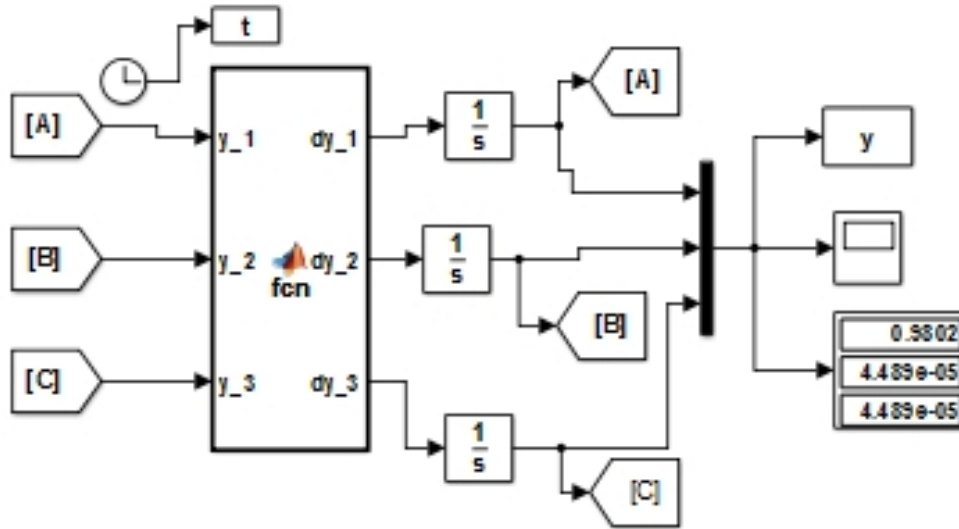 t
[A]
[A]
y_1
dy_1
1
s
y
[B]
y_2
dy_2
fcn
1
s
[B]
0.9802
4.489e-05
4.489e-05
[C]
y_3
dy_3
1
s
[C]